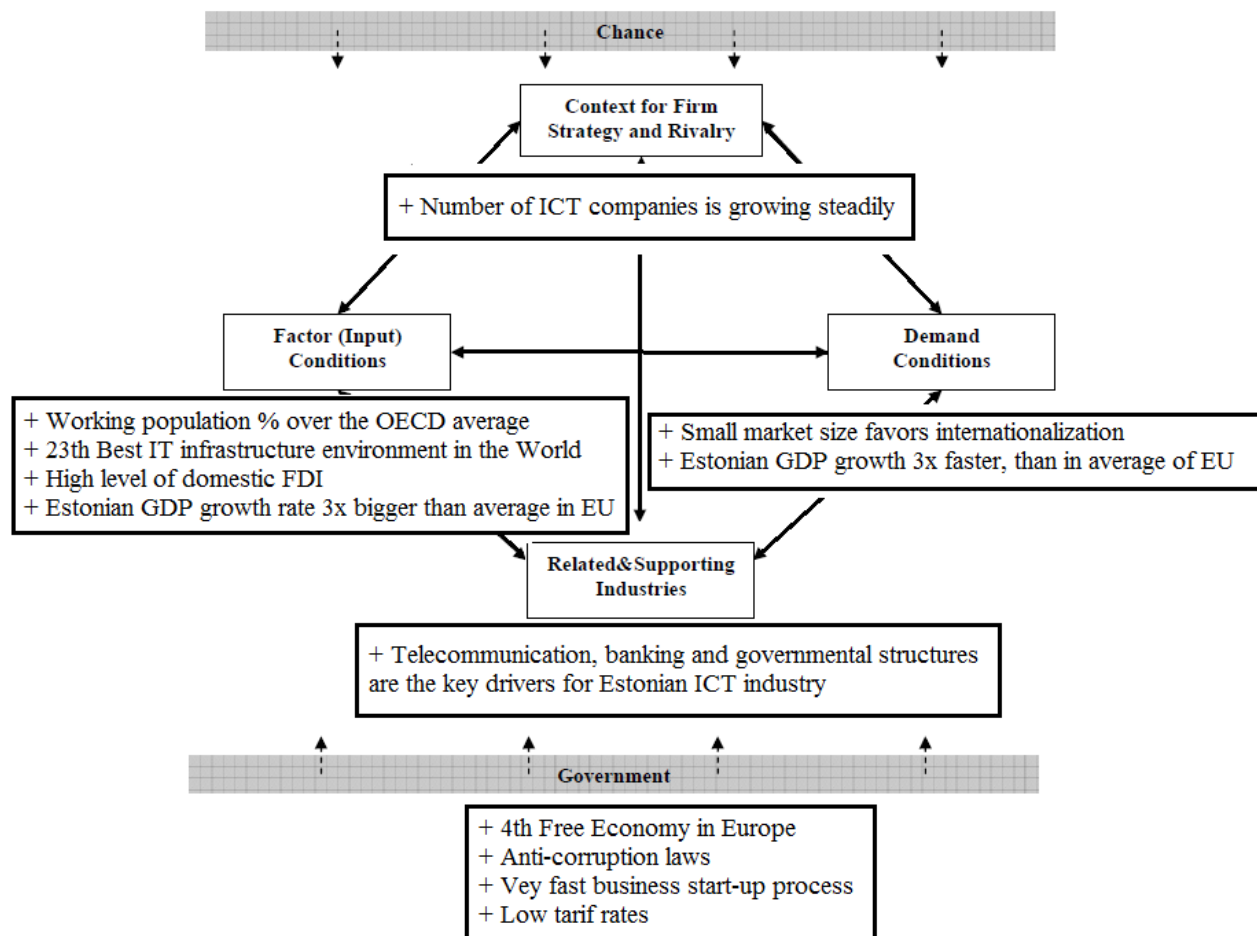 Chance
Context for Firm
Strategy and Rivalry
+ Number of ICT companies is growing steadily
Factor (Input)
Conditions
Demand
Conditions
+ Working population % over the OECD average
+ 23th Best IT infrastructure environment in the World
+ High level of domestic FDI
+ Estonian GDP growth rate 3x bigger than average in EU
+ Small market size favors internationalization
+ Estonian GDP growth 3x faster, than in average of EU
Related&Supporting
Industries
+ Telecommunication, banking and governmental structures
are the key drivers for Estonian ICT industry
Government
+ 4th Free Economy in Europe
+ Anti-corruption laws
+ Vey fast business start-up process
+ Low tarif rates